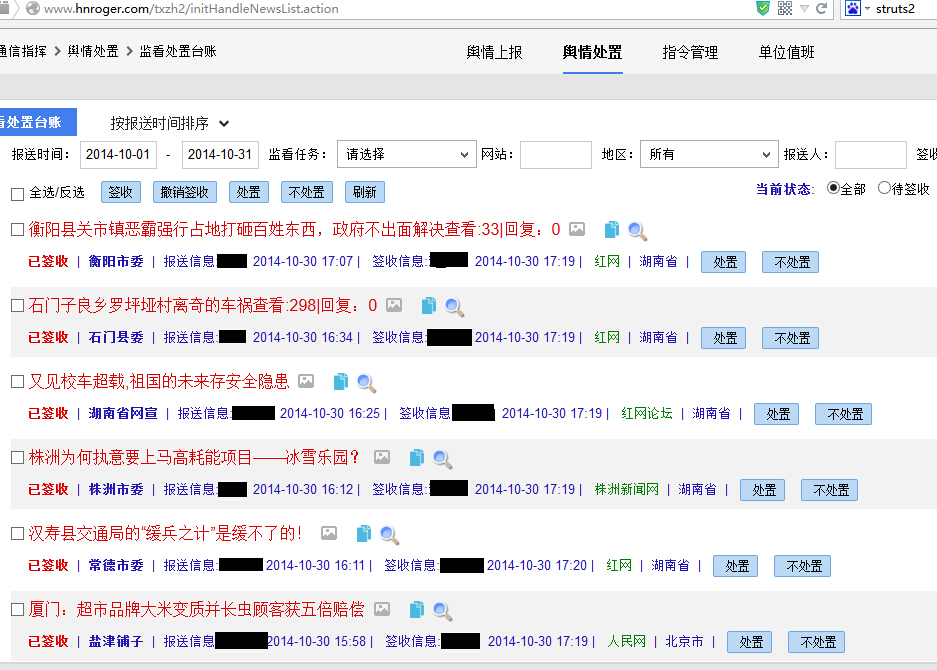 www.hnroger.com/txzh2/initHandleNewsList.action struts2
通信指挥 > 舆情处置 > 监看处置台账 舆情上报 舆情处置 指令管理 单位值班
看处置台账 按报送时间排序
报送时间: 2014-10-01 - 2014-10-31 监看任务: 请选择 网站: 地区: 所有 报送人: 签收
全选/反选 签收 撤销签收 处置 不处置 刷新 当前状态: 全部 待签收
衡阳县关市镇恶霸强行占地打砸百姓东西，政府不出面解决查看:33|回复：0
已签收 | 衡阳市委 | 报送信息: 2014-10-30 17:07 | 签收信息: 2014-10-30 17:19 | 红网 | 湖南省 | 处置 不处置
石门子良乡罗坪垭村离奇的车祸查看:298|回复：0
已签收 | 石门县委 | 报送信息: 2014-10-30 16:34 | 签收信息: 2014-10-30 17:19 | 红网 | 湖南省 | 处置 不处置
又见校车超载,祖国的未来存安全隐患
已签收 | 湖南省网宣 | 报送信息: 2014-10-30 16:25 | 签收信息 2014-10-30 17:19 | 红网论坛 | 湖南省 | 处置 不处置
株洲为何执意要上马高耗能项目——冰雪乐园？
已签收 | 株洲市委 | 报送信息: 2014-10-30 16:12 | 签收信息: 2014-10-30 17:19 | 株洲新闻网 | 湖南省 | 处置 不处置
汉寿县交通局的“缓兵之计”是缓不了的！
已签收 | 常德市委 | 报送信息: 2014-10-30 16:11 | 签收信息: 2014-10-30 17:20 | 红网 | 湖南省 | 处置 不处置
厦门：超市品牌大米变质并长虫顾客获五倍赔偿
已签收 | 盐津铺子 | 报送信息 2014-10-30 15:58 | 签收信息: 2014-10-30 17:19 | 人民网 | 北京市 | 处置 不处置